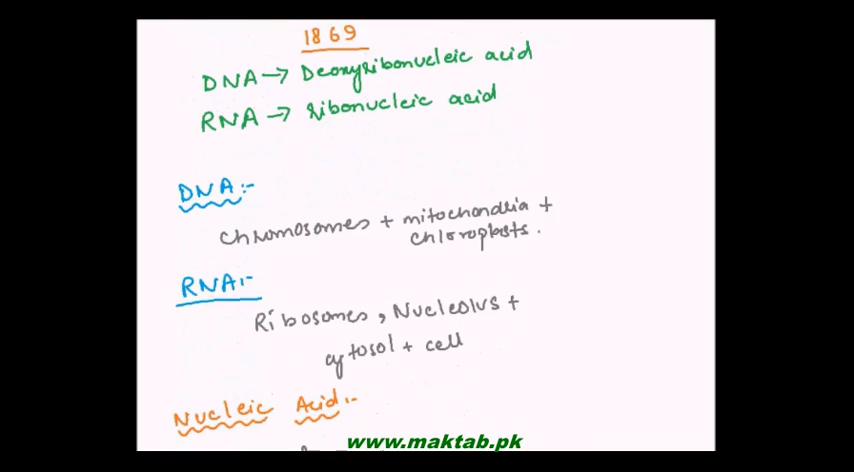 1869
DNA → Deoxyribonucleic acid
RNA → Ribonucleic acid
DNA:-
Chromosomes + mitochondria +
chloroplasts.
RNA:-
Ribosomes, Nucleolus +
cytosol + cell
Nucleic Acid:-
www.maktab.pk